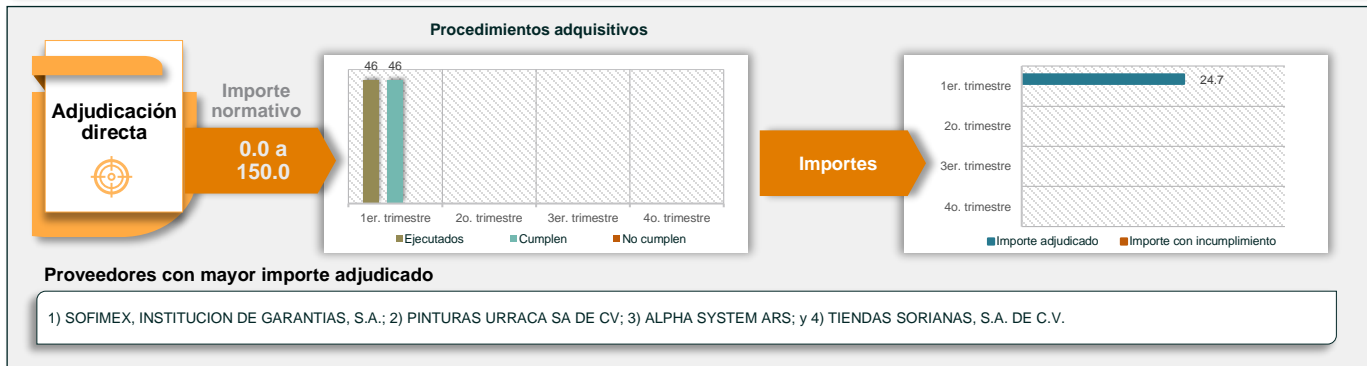 Procedimientos adquisitivos
Adjudicación
directa
Importe
normativo
0.0 a
150.0
46 46
1er. trimestre 2o. trimestre 3er. trimestre 4o. trimestre
Ejecutados Cumplen No cumplen
Importes
1er. trimestre 24.7
2o. trimestre
3er. trimestre
4o. trimestre
Importe adjudicado Importe con incumplimiento
Proveedores con mayor importe adjudicado
1) SOFIMEX, INSTITUCION DE GARANTIAS, S.A.; 2) PINTURAS URRACA SA DE CV; 3) ALPHA SYSTEM ARS; y 4) TIENDAS SORIANAS, S.A. DE C.V.